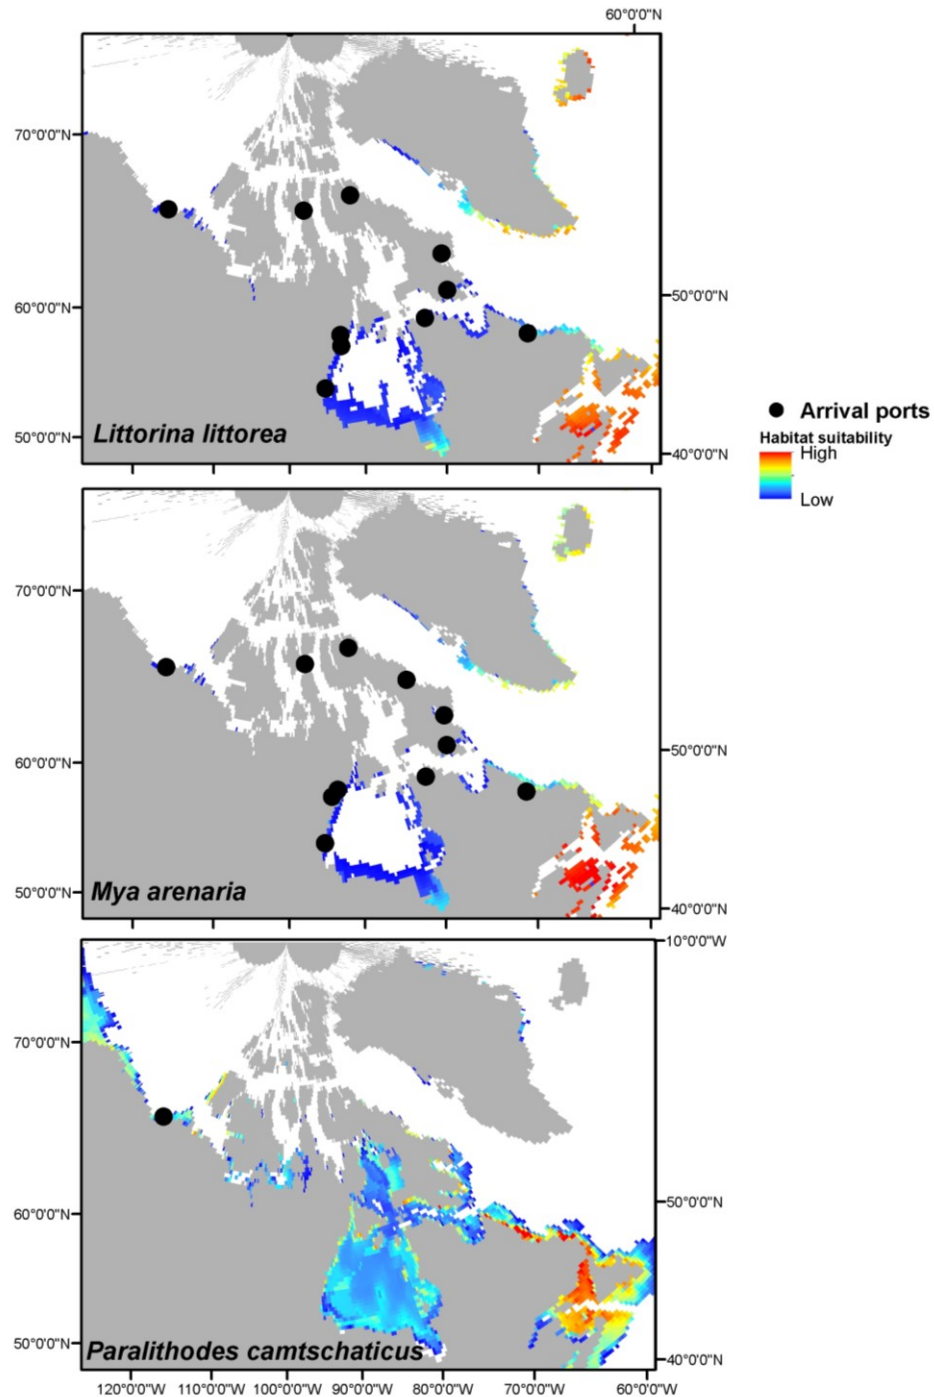 60°0'0"N
70°0'0"N
60°0'0"N
50°0'0"N
50°0'0"N
40°0'0"N
Littorina littorea
Arrival ports
Habitat suitability
High
Low
70°0'0"N
60°0'0"N
50°0'0"N
50°0'0"N
40°0'0"N
Mya arenaria
10°0'0"W
70°0'0"N
60°0'0"N
50°0'0"N
50°0'0"N
40°0'0"N
Paralithodes camtschaticus
120°0'0"W 110°0'0"W 100°0'0"W 90°0'0"W 80°0'0"W 70°0'0"W 60°0'0"W